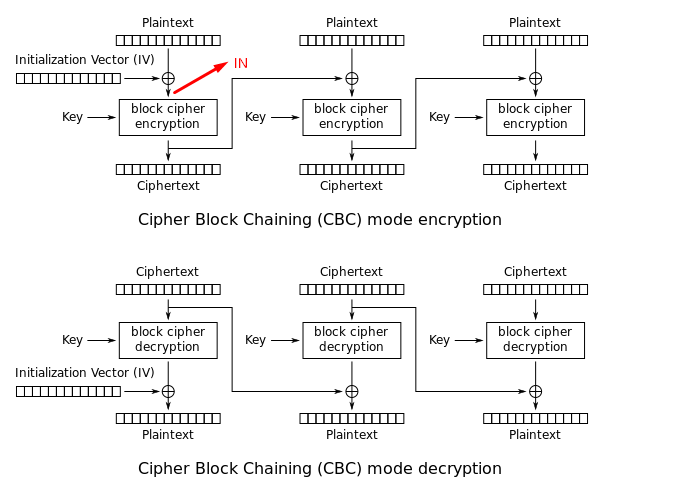 Plaintext Plaintext Plaintext
Initialization Vector (IV)
IN
Key block cipher encryption Key block cipher encryption Key block cipher encryption
Ciphertext Ciphertext Ciphertext
Cipher Block Chaining (CBC) mode encryption
Ciphertext Ciphertext Ciphertext
Key block cipher decryption Key block cipher decryption Key block cipher decryption
Initialization Vector (IV)
Plaintext Plaintext Plaintext
Cipher Block Chaining (CBC) mode decryption